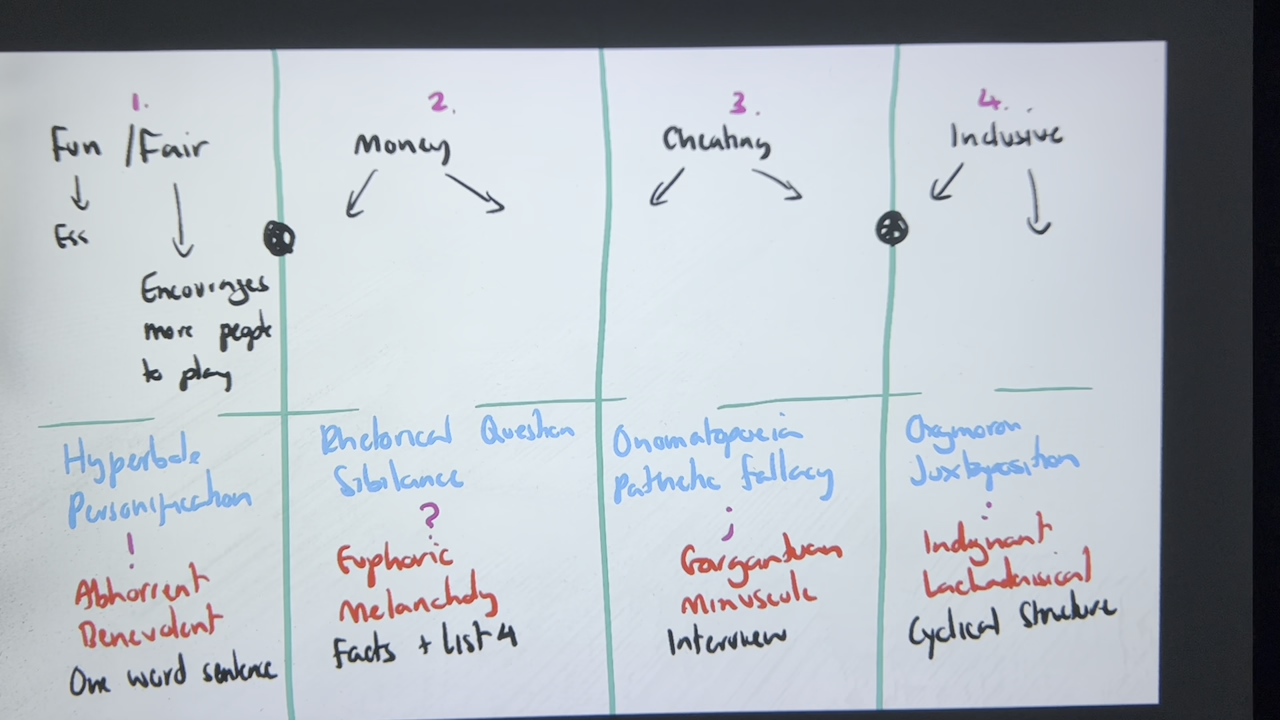 1.
Fun / Fair
Ess
Encourages
more people
to play
Hyperbole
Personification
!
Abhorrent
Benevolent
One word sentence
2.
Money
Rhetorical Question
Sibilance
?
Euphoric
Melancholy
Facts + List 4
3.
Cheating
Onomatopoeia
Pathetic fallacy
;
Gargantuan
Minuscule
Interview
4.
Inclusive
Oxymoron
Juxtaposition
:
Indignant
Lackadaisical
Cyclical Structure